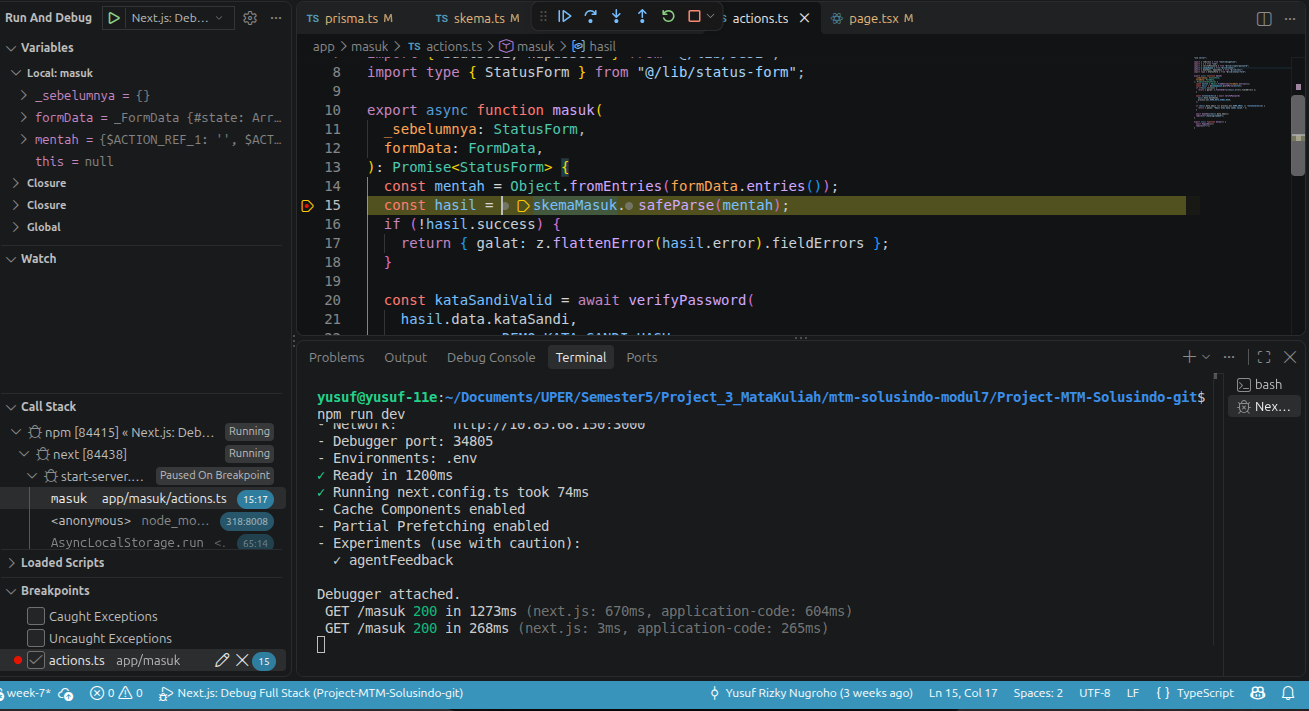 Run And Debug
Next.js: Deb...
Variables
Local: masuk
_sebelumnya = {}
formData = _FormData {#state: Arr...
mentah = {$ACTION_REF_1: '', $ACT...
this = null
Closure
Closure
Global
Watch
Call Stack
npm [84415] « Next.js: Deb... Running
next [84438] Running
start-server.... Paused On Breakpoint
masuk app/masuk/actions.ts 15:17
<anonymous> node_mo... 318:8008
AsyncLocalStorage.run <. 65:14
Loaded Scripts
Breakpoints
Caught Exceptions
Uncaught Exceptions
actions.ts app/masuk 15
TS prisma.ts M
TS skema.ts M
actions.ts
page.tsx M
app > masuk > TS actions.ts > masuk > hasil
8 import type { StatusForm } from "@/lib/status-form";
9
10 export async function masuk(
11 _sebelumnya: StatusForm,
12 formData: FormData,
13 ): Promise<StatusForm> {
14 const mentah = Object.fromEntries(formData.entries());
15 const hasil = skemaMasuk. safeParse(mentah);
16 if (!hasil.success) {
17 return { galat: z.flattenError(hasil.error).fieldErrors };
18 }
19
20 const kataSandiValid = await verifyPassword(
21 hasil.data.kataSandi,
Problems Output Debug Console Terminal Ports
bash
Nex...
yusuf@yusuf-11e:~/Documents/UPER/Semester5/Project_3_MataKuliah/mtm-solusindo-modul7/Project-MTM-Solusindo-git$
npm run dev
- Network: http://10.85.68.150:3000
- Debugger port: 34805
- Environments: .env
✓ Ready in 1200ms
✓ Running next.config.ts took 74ms
- Cache Components enabled
- Partial Prefetching enabled
- Experiments (use with caution):
✓ agentFeedback
Debugger attached.
GET /masuk 200 in 1273ms (next.js: 670ms, application-code: 604ms)
GET /masuk 200 in 268ms (next.js: 3ms, application-code: 265ms)
week-7* 0 0 Next.js: Debug Full Stack (Project-MTM-Solusindo-git) Yusuf Rizky Nugroho (3 weeks ago) Ln 15, Col 17 Spaces: 2 UTF-8 LF { } TypeScript